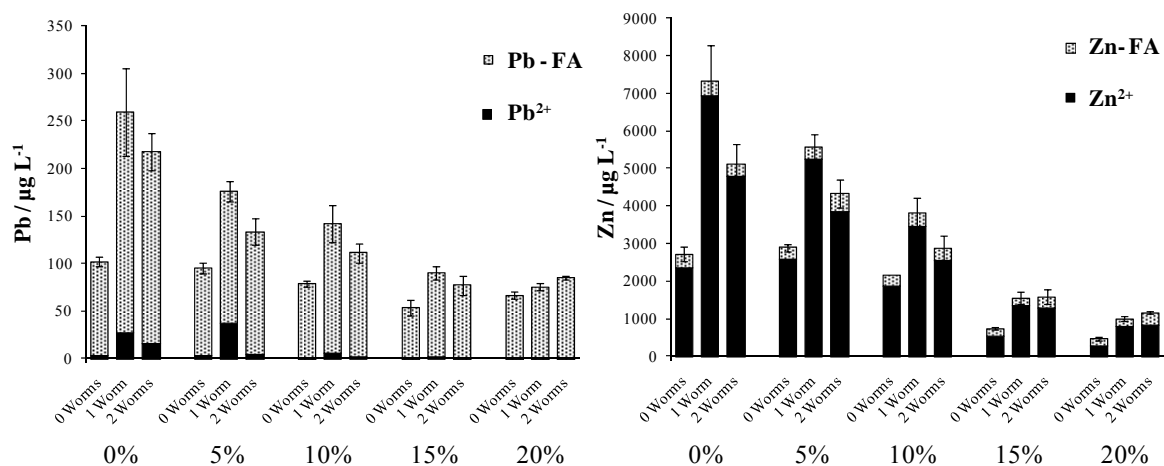 350
300
250
200
150
100
50
0
Pb / µg L-1
Pb - FA
Pb2+
0 Worms
1 Worm
2 Worms
0 Worms
1 Worm
2 Worms
0 Worms
1 Worm
2 Worms
0 Worms
1 Worm
2 Worms
0 Worms
1 Worm
2 Worms
0% 5% 10% 15% 20%
9000
8000
7000
6000
5000
4000
3000
2000
1000
0
Zn / µg L-1
Zn- FA
Zn2+
0 Worms
1 Worm
2 Worms
0 Worms
1 Worm
2 Worms
0 Worms
1 Worm
2 Worms
0 Worms
1 Worm
2 Worms
0 Worms
1 Worm
2 Worms
0% 5% 10% 15% 20%